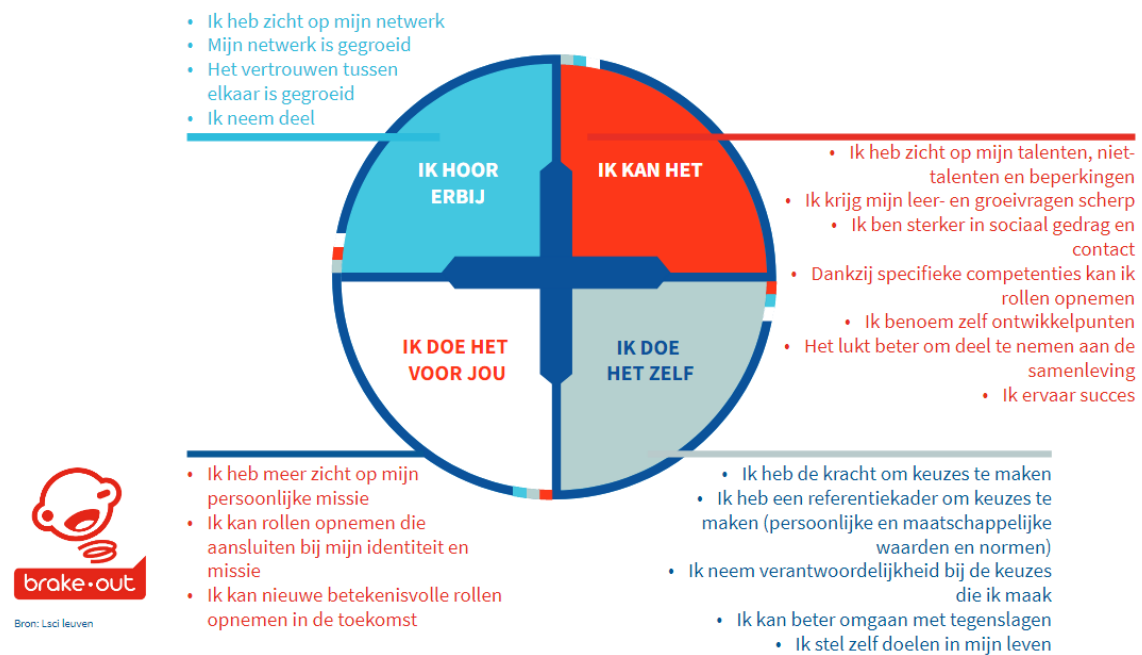 • Ik heb zicht op mijn netwerk
• Mijn netwerk is gegroeid
• Het vertrouwen tussen
elkaar is gegroeid
• Ik neem deel
IK HOOR
ERBIJ
IK KAN HET
• Ik heb zicht op mijn talenten, niet-
talenten en beperkingen
• Ik krijg mijn leer- en groeivragen scherp
• Ik ben sterker in sociaal gedrag en
contact
• Dankzij specifieke competenties kan ik
rollen opnemen
• Ik benoem zelf ontwikkelpunten
• Het lukt beter om deel te nemen aan de
samenleving
• Ik ervaar succes
IK DOE HET
VOOR JOU
IK DOE
HET ZELF
• Ik heb meer zicht op mijn
persoonlijke missie
• Ik kan rollen opnemen die
aansluiten bij mijn identiteit en
missie
• Ik kan nieuwe betekenisvolle rollen
opnemen in de toekomst
• Ik heb de kracht om keuzes te maken
• Ik heb een referentiekader om keuzes te
maken (persoonlijke en maatschappelijke
waarden en normen)
• Ik neem verantwoordelijkheid bij de keuzes
die ik maak
• Ik kan beter omgaan met tegenslagen
• Ik stel zelf doelen in mijn leven
brake•out
Bron: Lsci leuven